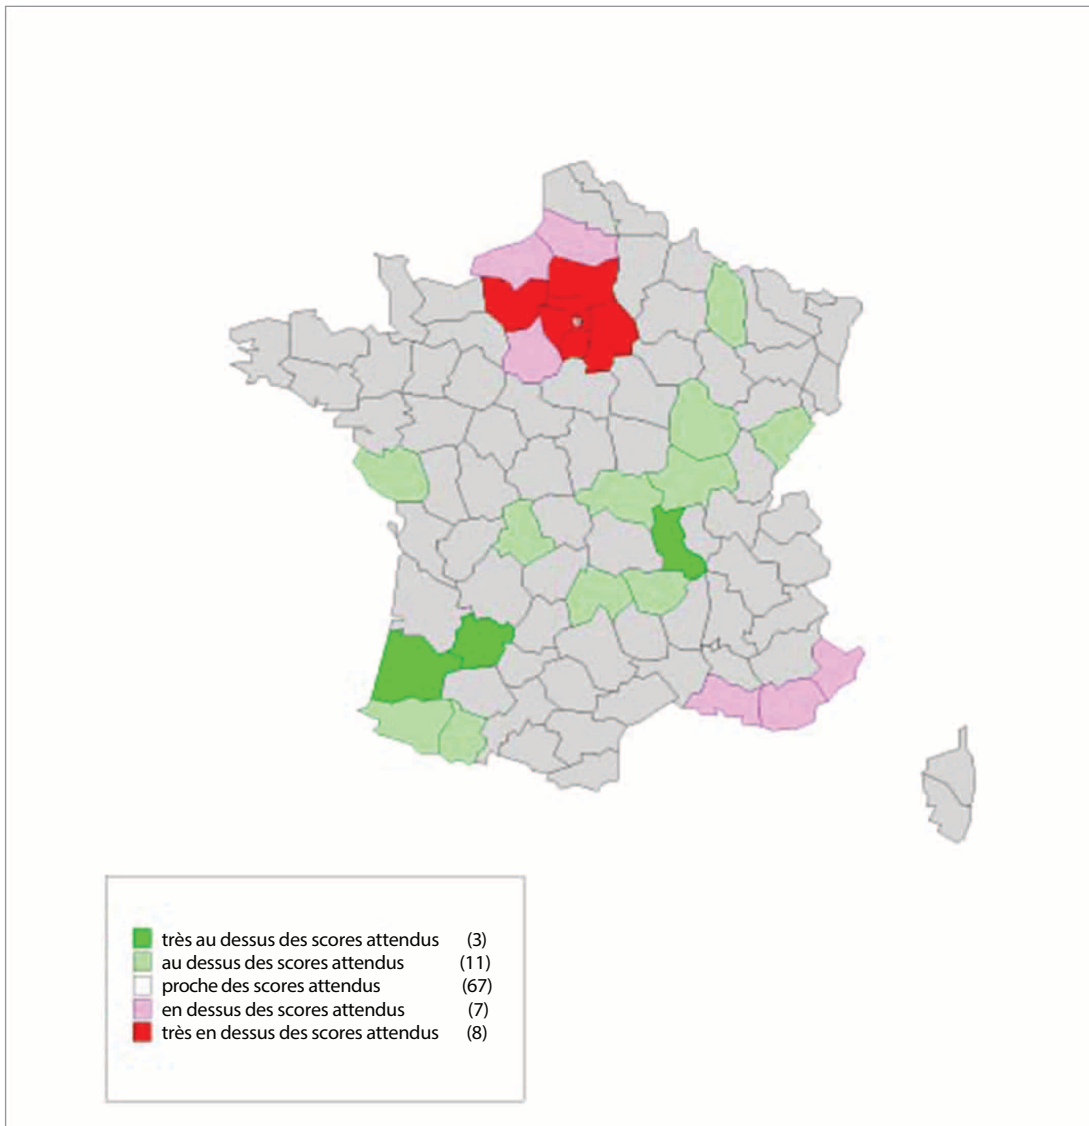 très au dessus des scores attendus (3)
au dessus des scores attendus (11)
proche des scores attendus (67)
en dessus des scores attendus (7)
très en dessus des scores attendus (8)